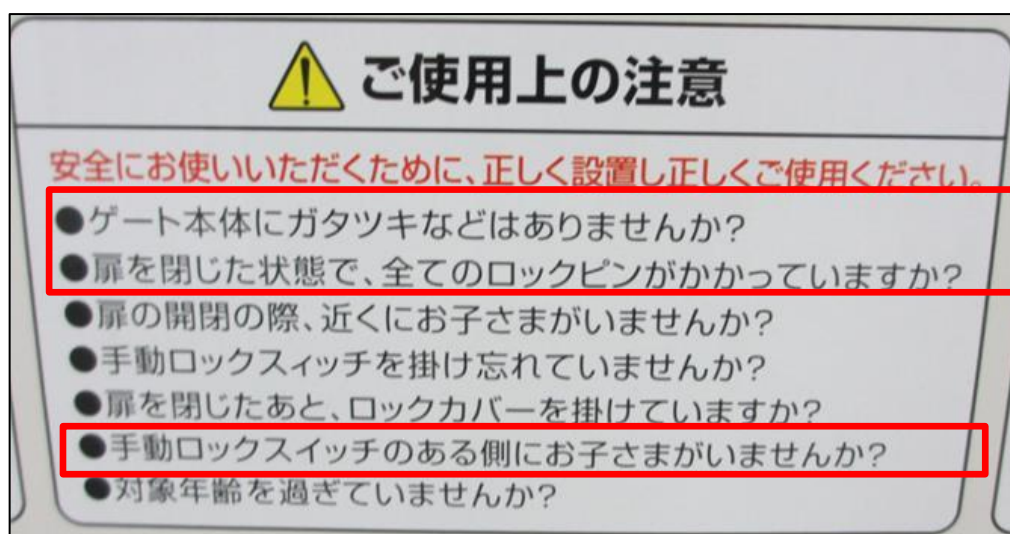 ご使用上の注意
安全にお使いいただくために、正しく設置し正しくご使用ください。
●ゲート本体にガタツキなどはありませんか?
●扉を閉じた状態で、全てのロックピンがかかっていますか?
●扉の開閉の際、近くにお子さまがいませんか?
●手動ロックスィッチを掛け忘れていませんか?
●扉を閉じたあと、ロックカバーを掛けていますか?
●手動ロックスイッチのある側にお子さまがいませんか?
●対象年齢を過ぎていませんか?